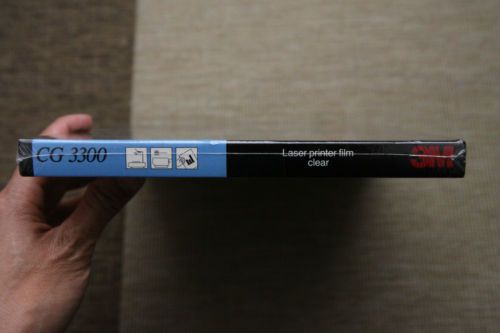 CG 3300
Laser printer film
clear
3M